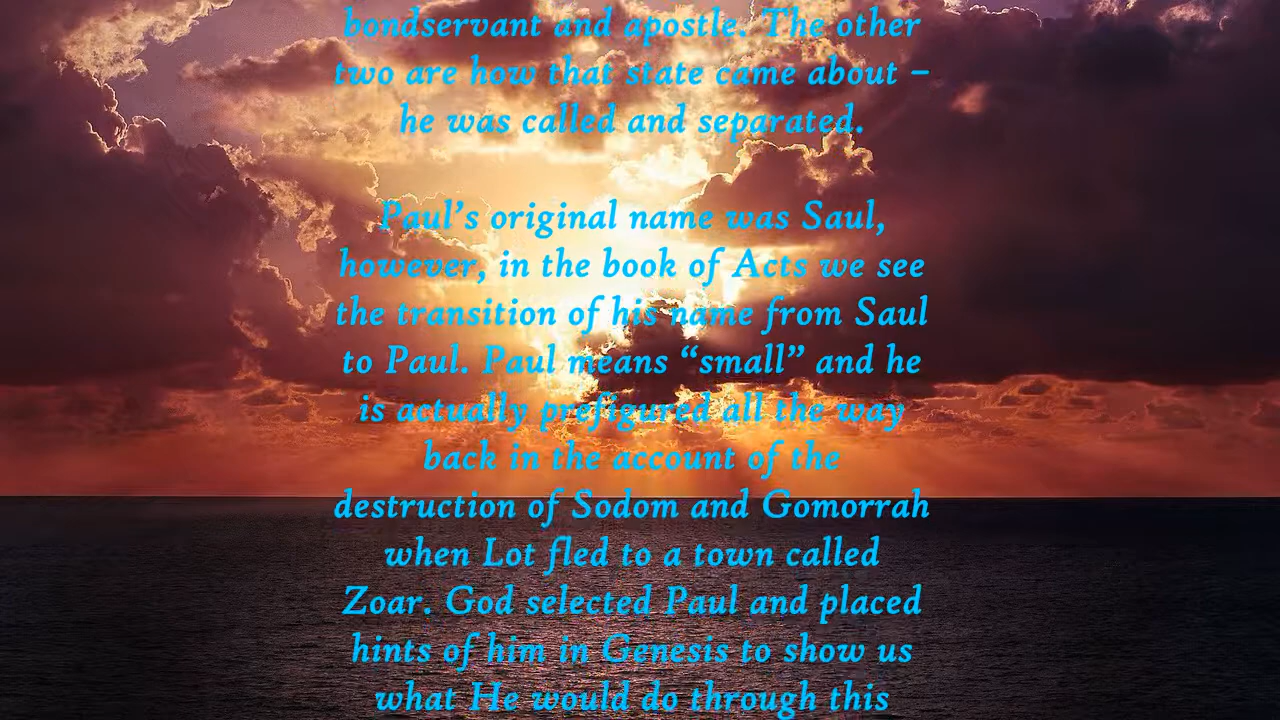 bondservant and apostle. The other
two are how that state came about –
he was called and separated.
Paul’s original name was Saul,
however, in the book of Acts we see
the transition of his name from Saul
to Paul. Paul means “small” and he
is actually prefigured all the way
back in the account of the
destruction of Sodom and Gomorrah
when Lot fled to a town called
Zoar. God selected Paul and placed
hints of him in Genesis to show us
what He would do through this